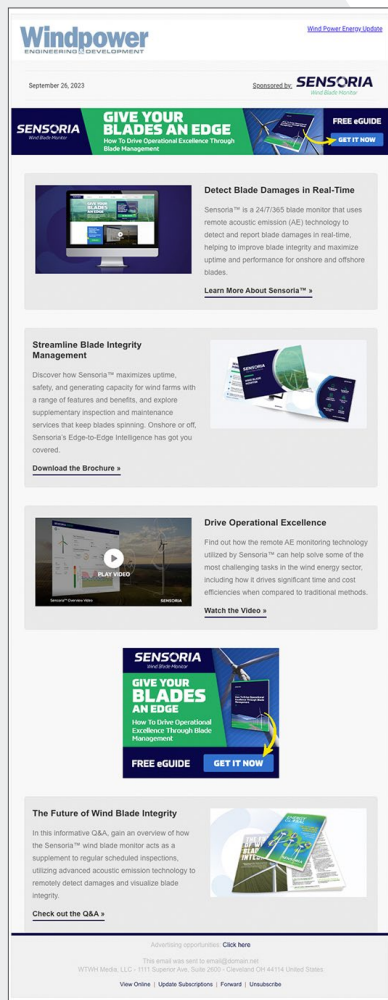 Windpower
ENGINEERING & DEVELOPMENT
Wind Power Energy Update
September 26, 2023
Sponsored by:
SENSORIA
Wind Blade Monitor
SENSORIA
Wind Blade Monitor
GIVE YOUR
BLADES AN EDGE
How To Drive Operational Excellence Through
Blade Management
FREE eGUIDE
GET IT NOW
Detect Blade Damages in Real-Time
Sensoria™ is a 24/7/365 blade monitor that uses
remote acoustic emission (AE) technology to
detect and report blade damages in real-time,
helping to improve blade integrity and maximize
uptime and performance for onshore and offshore
blades.
Learn More About Sensoria™ »
Streamline Blade Integrity
Management
Discover how Sensoria™ maximizes uptime,
safety, and generating capacity for wind farms with
a range of features and benefits, and explore
supplementary inspection and maintenance
services that keep blades spinning. Onshore or off,
Sensoria's Edge-to-Edge Intelligence has got you
covered.
Download the Brochure »
PLAY VIDEO
Sensoria™ Overview Video
SENSORIA
Drive Operational Excellence
Find out how the remote AE monitoring technology
utilized by Sensoria™ can help solve some of the
most challenging tasks in the wind energy sector,
including how it drives significant time and cost
efficiencies when compared to traditional methods.
Watch the Video »
SENSORIA
Wind Blade Monitor
GIVE YOUR
BLADES
AN EDGE
How To Drive Operational
Excellence Through Blade
Management
FREE eGUIDE
GET IT NOW
The Future of Wind Blade Integrity
In this informative Q&A, gain an overview of how
the Sensoria™ wind blade monitor acts as a
supplement to regular scheduled inspections,
utilizing advanced acoustic emission technology to
remotely detect damages and visualize blade
integrity.
Check out the Q&A »
ENERGY
GLOBAL
Advertising opportunities: Click here
This email was sent to email@domain.net
WTWH Media, LLC - 1111 Superior Ave. Suite 2600 - Cleveland OH 44114 United States
View Online | Update Subscriptions | Forward | Unsubscribe